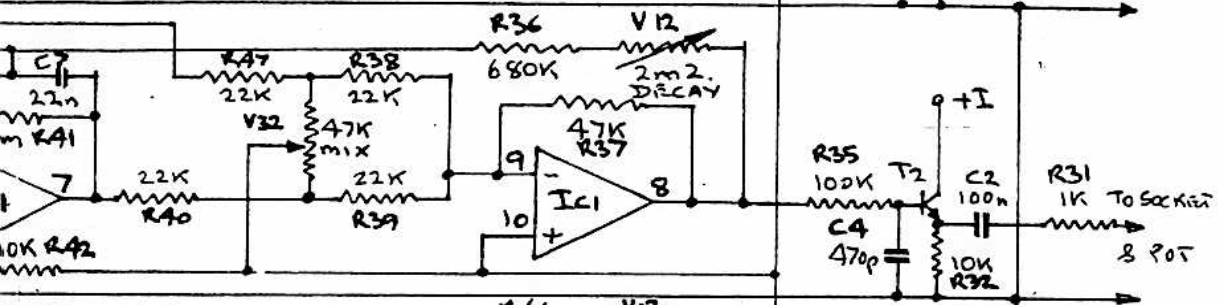 R36
V12
C7
R47
R38
680K
2m2.
DECAY
22n
22K
22K
m R41
V32
47K
mix
47K
R37
9
R35
100K
T2
+I
C2
100n
R31
1K
TO SOCKET
7
22K
22K
-
IC1
8
R40
R39
10
+
C4
470p
& POT
10K R42
10K
R32